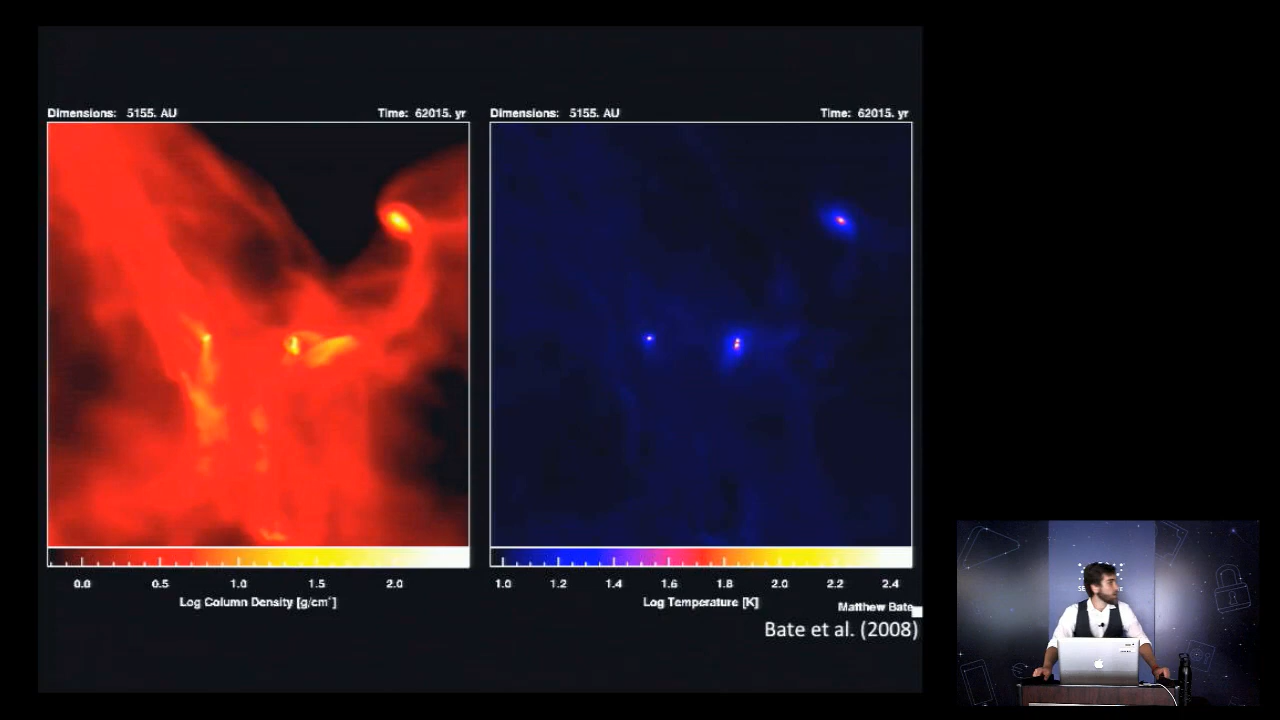 Dimensions: 5155. AU
Time: 62015. yr
Dimensions: 5155. AU
Time: 62015. yr
0.0 0.5 1.0 1.5 2.0
1.0 1.2 1.4 1.6 1.8 2.0 2.2 2.4
Log Column Density [g/cm²]
Log Temperature [K]
Matthew Bate
Bate et al. (2008)